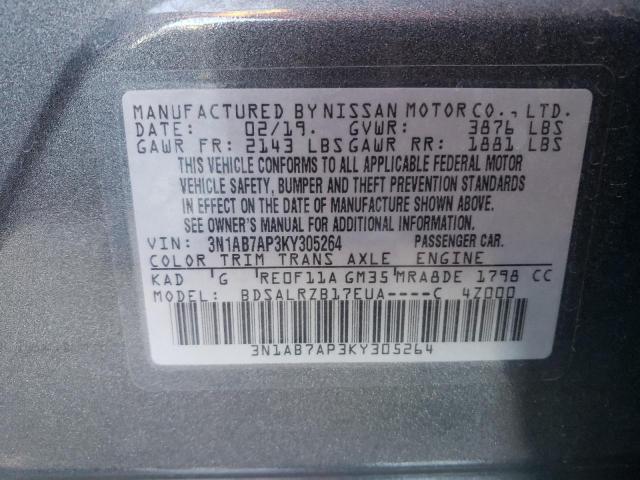 MANUFACTURED BY NISSAN MOTOR CO., LTD.
DATE: 02/19. GVWR: 3876 LBS
GAWR FR: 2143 LBS GAWR RR: 1881 LBS
THIS VEHICLE CONFORMS TO ALL APPLICABLE FEDERAL MOTOR
VEHICLE SAFETY, BUMPER AND THEFT PREVENTION STANDARDS
IN EFFECT ON THE DATE OF MANUFACTURE SHOWN ABOVE.
SEE OWNER'S MANUAL FOR ADDITIONAL INFORMATION.
VIN: 3N1AB7AP3KY305264 PASSENGER CAR.
COLOR TRIM TRANS AXLE ENGINE
KAD G RE0F11A GM35 MRA8DE 1798 CC
MODEL: BDSALRZB17EUA----C 4Z000
3N1AB7AP3KY305264